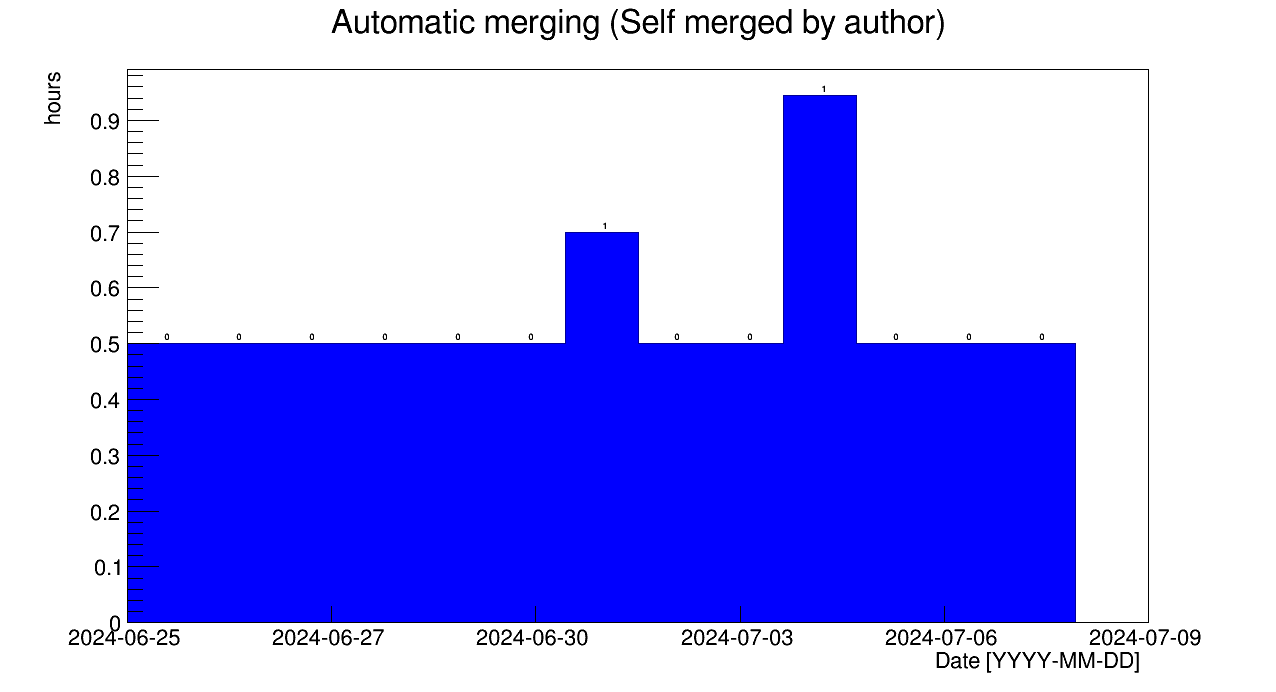 Automatic merging (Self merged by author)
hours
0.9
0.8
0.7
0.6
0.5
0.4
0.3
0.2
0.1
0
1
1
0 0 0 0 0 0 0 0 0 0 0
2024-06-25 2024-06-27 2024-06-30 2024-07-03 2024-07-06 2024-07-09
Date [YYYY-MM-DD]